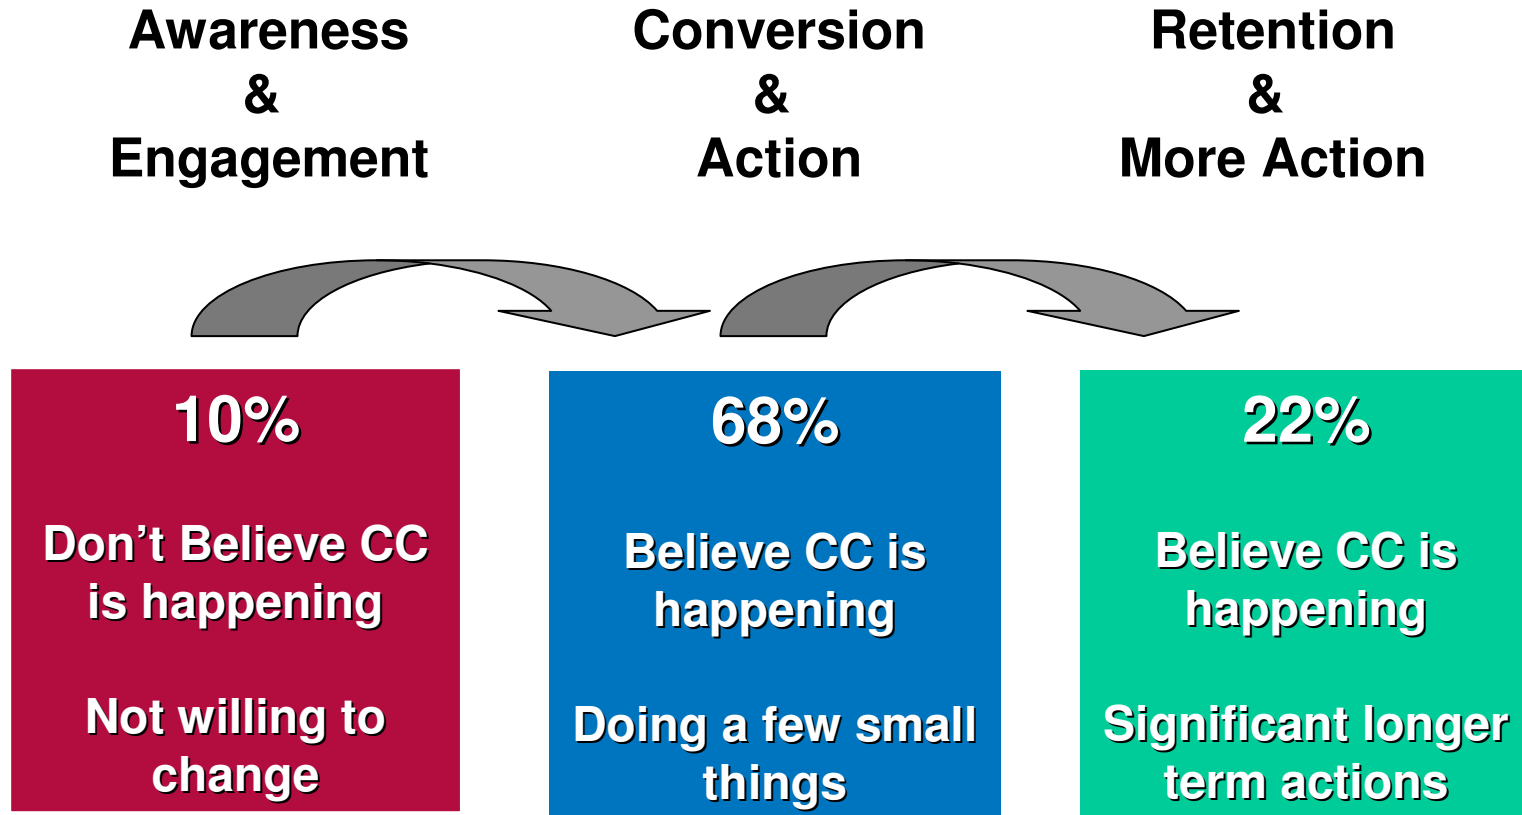 Awareness
&
Engagement
Conversion
&
Action
Retention
&
More Action
10%
Don’t Believe CC
is happening
Not willing to
change
68%
Believe CC is
happening
Doing a few small
things
22%
Believe CC is
happening
Significant longer
term actions